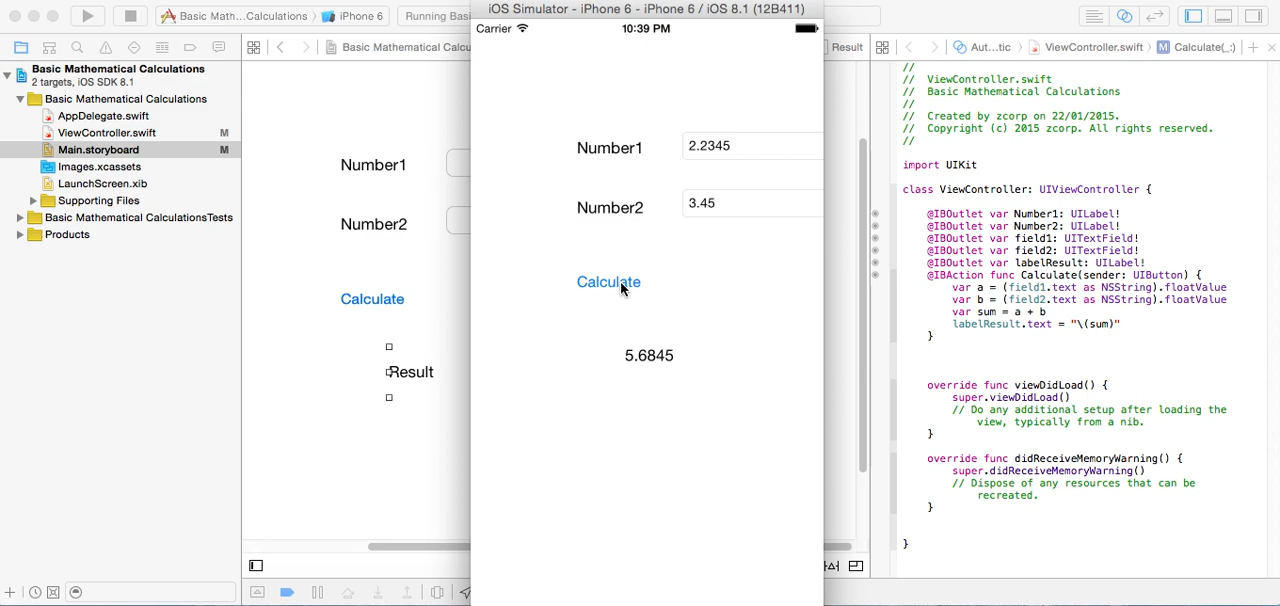 iOS Simulator - iPhone 6 - iPhone 6 / iOS 8.1 (12B411)
Basic Math...Calculations
iPhone 6
Running Basi
Basic Mathematical Calcu
Result
Aut...tic
ViewController.swift
M Calculate(_:)
Basic Mathematical Calculations
2 targets, iOS SDK 8.1
Basic Mathematical Calculations
AppDelegate.swift
ViewController.swift M
Main.storyboard M
Images.xcassets
LaunchScreen.xib
Supporting Files
Basic Mathematical CalculationsTests
Products
Number1
Number2
Calculate
Result
Carrier
10:39 PM
Number1
2.2345
Number2
3.45
Calculate
5.6845
//
// ViewController.swift
// Basic Mathematical Calculations
//
// Created by zcorp on 22/01/2015.
// Copyright (c) 2015 zcorp. All rights reserved.
//
import UIKit
class ViewController: UIViewController {
@IBOutlet var Number1: UILabel!
@IBOutlet var Number2: UILabel!
@IBOutlet var field1: UITextField!
@IBOutlet var field2: UITextField!
@IBOutlet var labelResult: UILabel!
@IBAction func Calculate(sender: UIButton) {
var a = (field1.text as NSString).floatValue
var b = (field2.text as NSString).floatValue
var sum = a + b
labelResult.text = "\(sum)"
}
override func viewDidLoad() {
super.viewDidLoad()
// Do any additional setup after loading the
view, typically from a nib.
}
override func didReceiveMemoryWarning() {
super.didReceiveMemoryWarning()
// Dispose of any resources that can be
recreated.
}
}